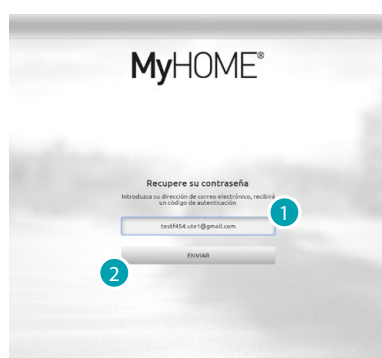 MyHOME®
Recupere su contraseña
Introduzca su dirección de correo electrónico, recibirá
un código de autenticación
1
testf454.ute1@gmail.com
ENVIAR
2